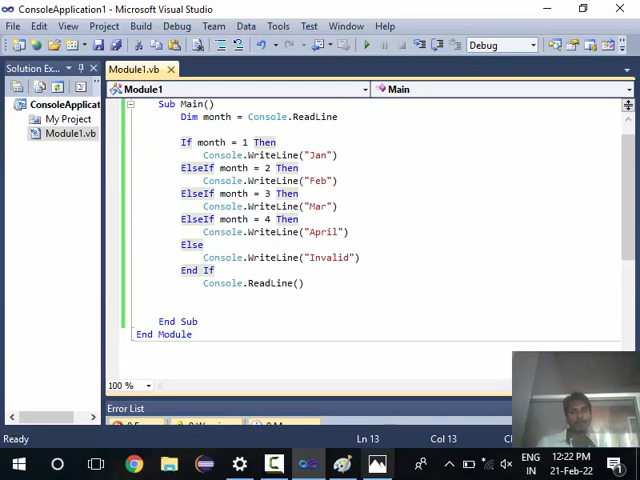 ConsoleApplication1 - Microsoft Visual Studio
File Edit View Project Build Debug Team Data Tools Test Window Help
Debug
Solution Ex...
Module1.vb
Module1
Main
ConsoleApplicat
My Project
Module1.vb
Sub Main()
Dim month = Console.ReadLine
If month = 1 Then
Console.WriteLine("Jan")
ElseIf month = 2 Then
Console.WriteLine("Feb")
ElseIf month = 3 Then
Console.WriteLine("Mar")
ElseIf month = 4 Then
Console.WriteLine("April")
Else
Console.WriteLine("Invalid")
End If
Console.ReadLine()
End Sub
End Module
100 %
Error List
Ready
Ln 13
Col 13
ENG
IN
12:22 PM
21-Feb-22